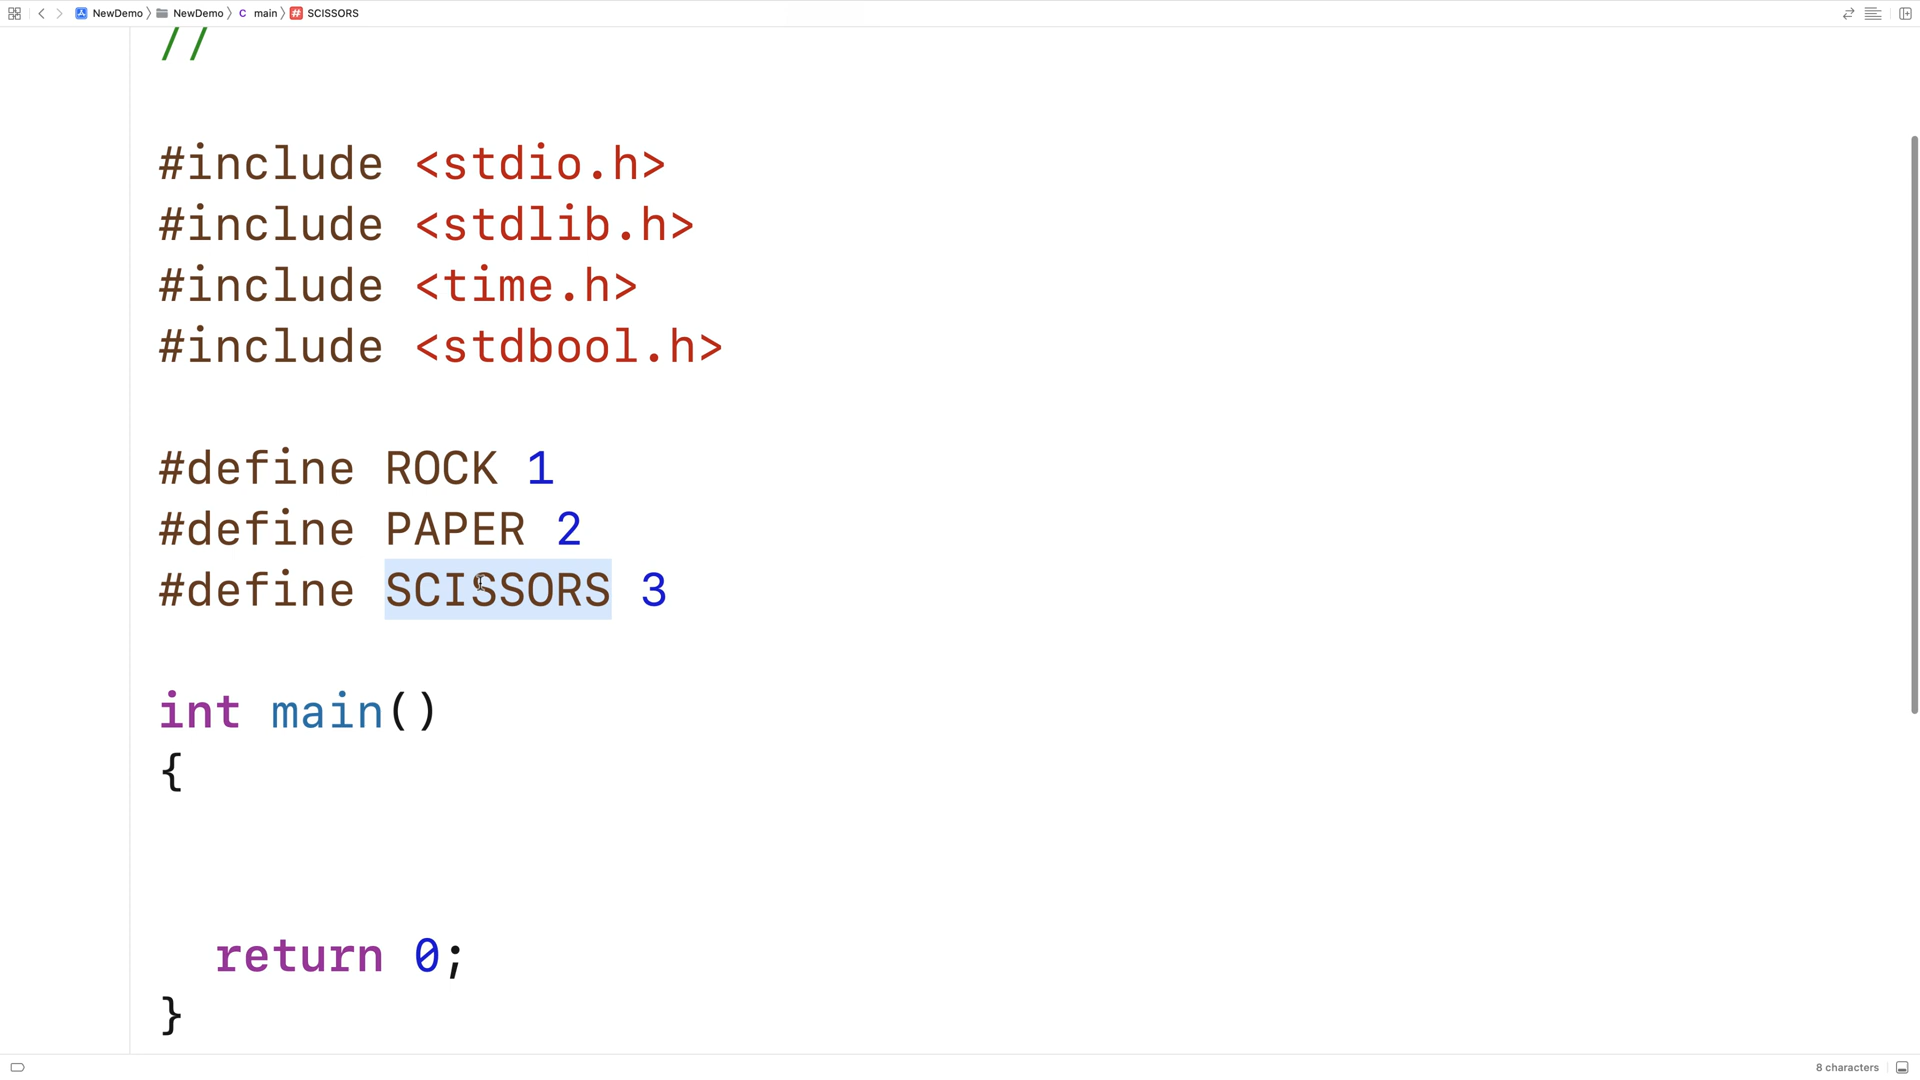 NewDemo NewDemo C main # SCISSORS
//
#include <stdio.h>
#include <stdlib.h>
#include <time.h>
#include <stdbool.h>
#define ROCK 1
#define PAPER 2
#define SCISSORS 3
int main()
{
return 0;
}
8 characters